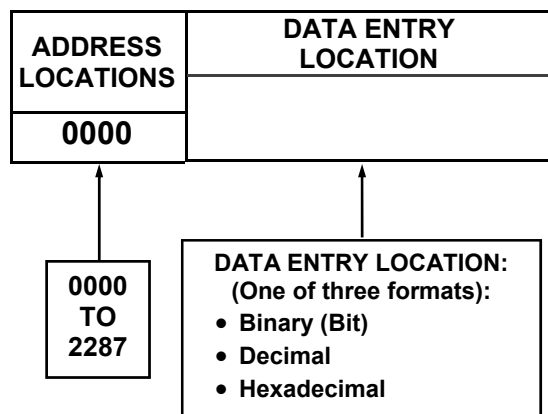 ADDRESS
LOCATIONS
DATA ENTRY
LOCATION
0000
0000
TO
2287
DATA ENTRY LOCATION:
(One of three formats):
• Binary (Bit)
• Decimal
• Hexadecimal